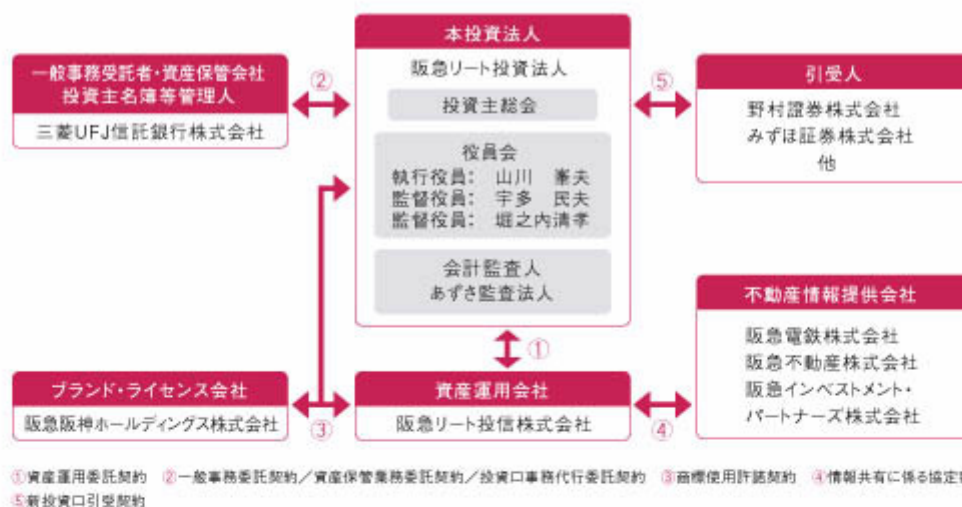 本投資法人
阪急リート投資法人
投資主総会
役員会
執行役員: 山川 峯夫
監督役員: 宇多 民夫
監督役員: 堀之内清孝
会計監査人
あずさ監査法人
一般事務受託者・資産保管会社
投資主名簿等管理人
三菱UFJ信託銀行株式会社
②
⑤
引受人
野村證券株式会社
みずほ証券株式会社
他
①
不動産情報提供会社
阪急電鉄株式会社
阪急不動産株式会社
阪急インベストメント・
パートナーズ株式会社
ブランド・ライセンス会社
阪急阪神ホールディングス株式会社
③
資産運用会社
阪急リート投信株式会社
④
①資産運用委託契約 ②一般事務委託契約/資産保管業務委託契約/投資口事務代行委託契約 ③商標使用許諾契約 ④情報共有に係る協定
⑤新投資口引受契約